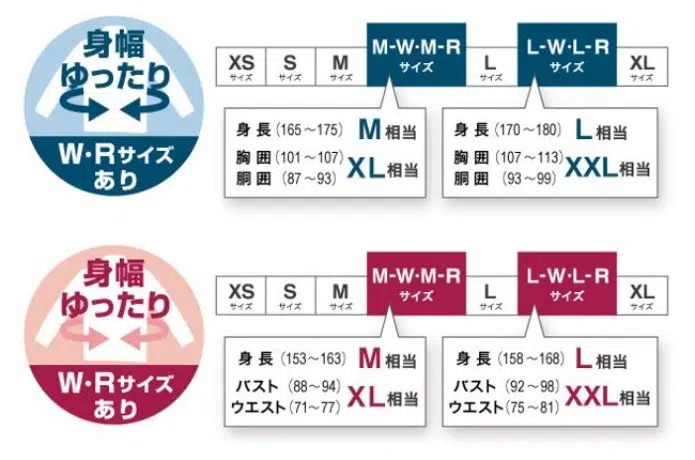 身幅
ゆったり
W・Rサイズ
あり
XS サイズ
S サイズ
M サイズ
M-W・M-R サイズ
L サイズ
L-W・L-R サイズ
XL サイズ
身長（165～175） M相当
胸囲（101～107） XL相当
胴囲（87～93）
身長（170～180） L相当
胸囲（107～113） XXL相当
胴囲（93～99）
身幅
ゆったり
W・Rサイズ
あり
XS サイズ
S サイズ
M サイズ
M-W・M-R サイズ
L サイズ
L-W・L-R サイズ
XL サイズ
身長（153～163） M相当
バスト（88～94） XL相当
ウエスト（71～77）
身長（158～168） L相当
バスト（92～98） XXL相当
ウエスト（75～81）